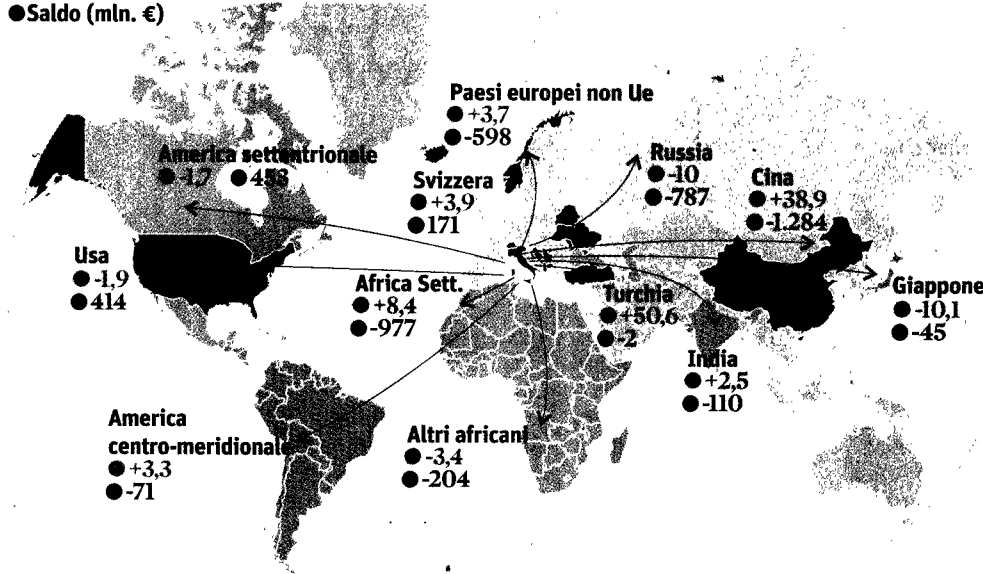 Saldo (mln. €)
Paesi europei non Ue
+3,7
-598
America settentrionale
-1,7 453
Svizzera
+3,9
171
Russia
-10
-787
Cina
+38,9
-1.284
Usa
-1,9
414
Africa Sett.
+8,4
-977
Turchia
+50,6
-2
Giappone
-10,1
-45
India
+2,5
-110
America
centro-meridionale
+3,3
-71
Altri africani
-3,4
-204